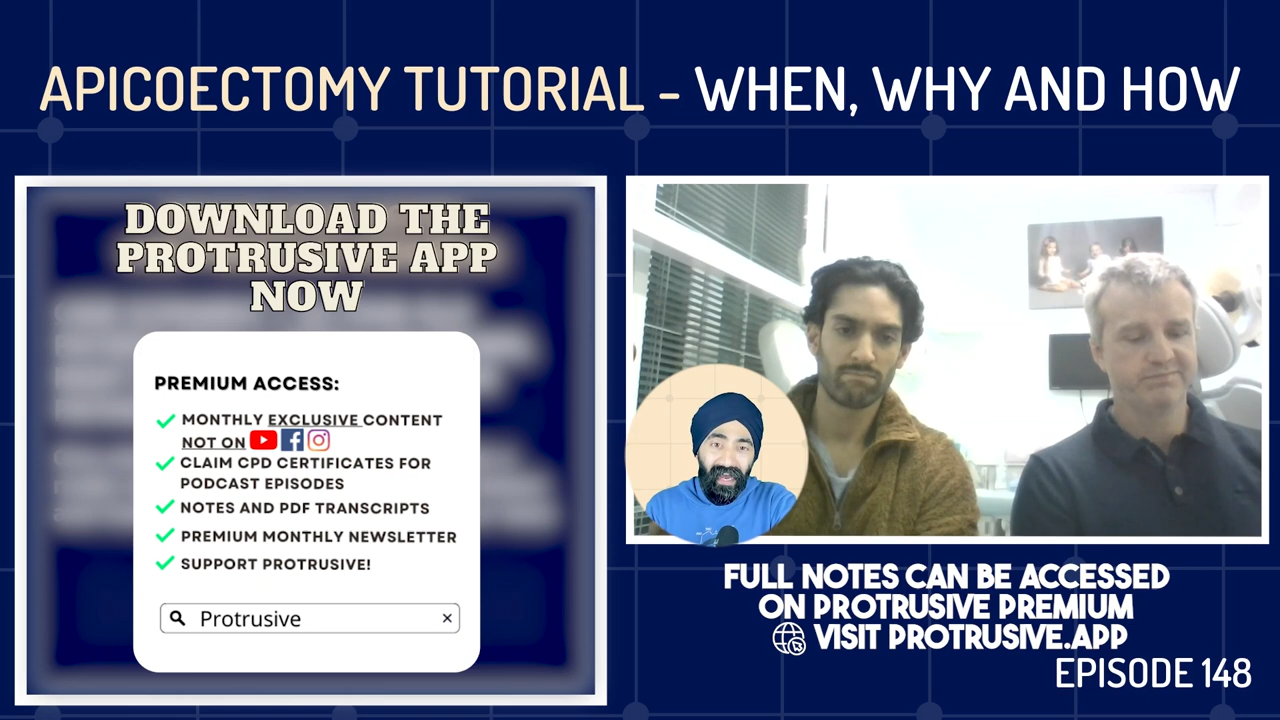 APICOECTOMY TUTORIAL - WHEN, WHY AND HOW
DOWNLOAD THE
PROTRUSIVE APP
NOW
PREMIUM ACCESS:
MONTHLY EXCLUSIVE CONTENT
NOT ON
CLAIM CPD CERTIFICATES FOR
PODCAST EPISODES
NOTES AND PDF TRANSCRIPTS
PREMIUM MONTHLY NEWSLETTER
SUPPORT PROTRUSIVE!
Protrusive
FULL NOTES CAN BE ACCESSED
ON PROTRUSIVE PREMIUM
VISIT PROTRUSIVE.APP
EPISODE 148